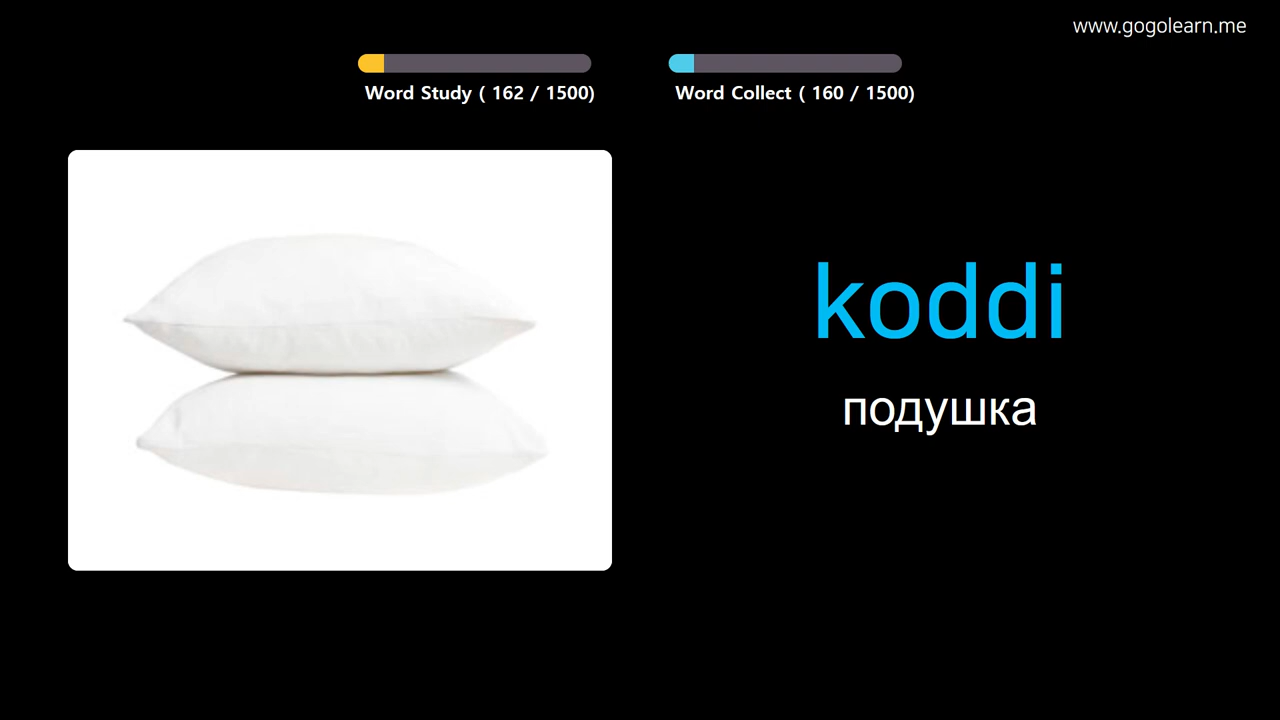 www.gogolearn.me
Word Study ( 162 / 1500)
Word Collect ( 160 / 1500)
koddi
подушка